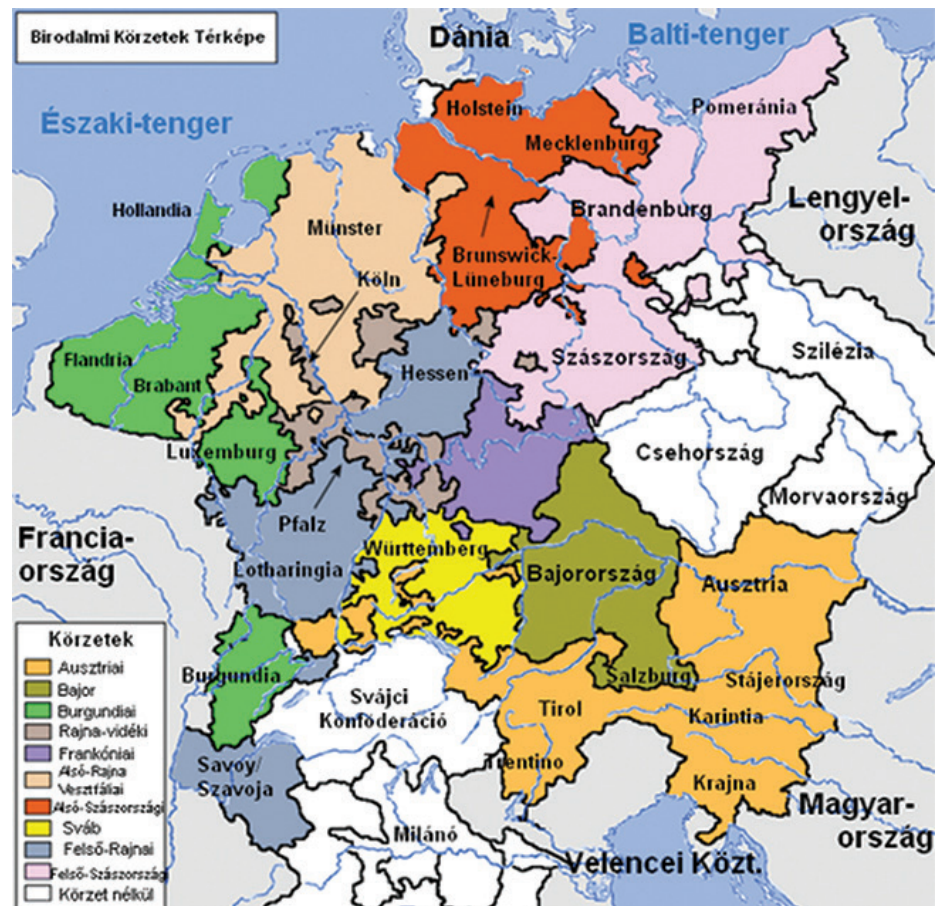 Birodalmi Körzetek Térképe
Dánia
Balti-tenger
Északi-tenger
Holstein
Pomeránia
Mecklenburg
Hollandia
Lengyel-
ország
Brandenburg
Münster
Brunswick-
Lüneburg
Köln
Flandria
Brabant
Hessen
Szászország
Szilézia
Luxemburg
Csehország
Morvaország
Pfalz
Francia-
ország
Württemberg
Lotharingia
Bajorország
Ausztria
Burgundia
Salzburg
Stájerország
Svájci
Konföderáció
Tirol
Karintia
Trentino
Savoy/
Szavoja
Krajna
Magyar-
ország
Milánó
Velencei Közt.
Körzetek
Ausztriai
Bajor
Burgundiai
Rajna-vidéki
Frankóniai
Alsó-Rajna
Vesztfáliai
Alsó-Szászországi
Sváb
Felső-Rajnai
Felső-Szászország
Körzet nélkül